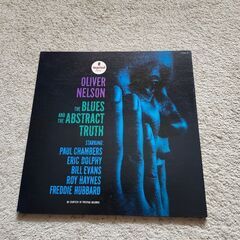 OLIVER
NELSON
THE BLUES
AND THE ABSTRACT
TRUTH
STARRING
PAUL CHAMBERS
ERIC DOLPHY
BILL EVANS
ROY HAYNES
FREDDIE HUBBARD